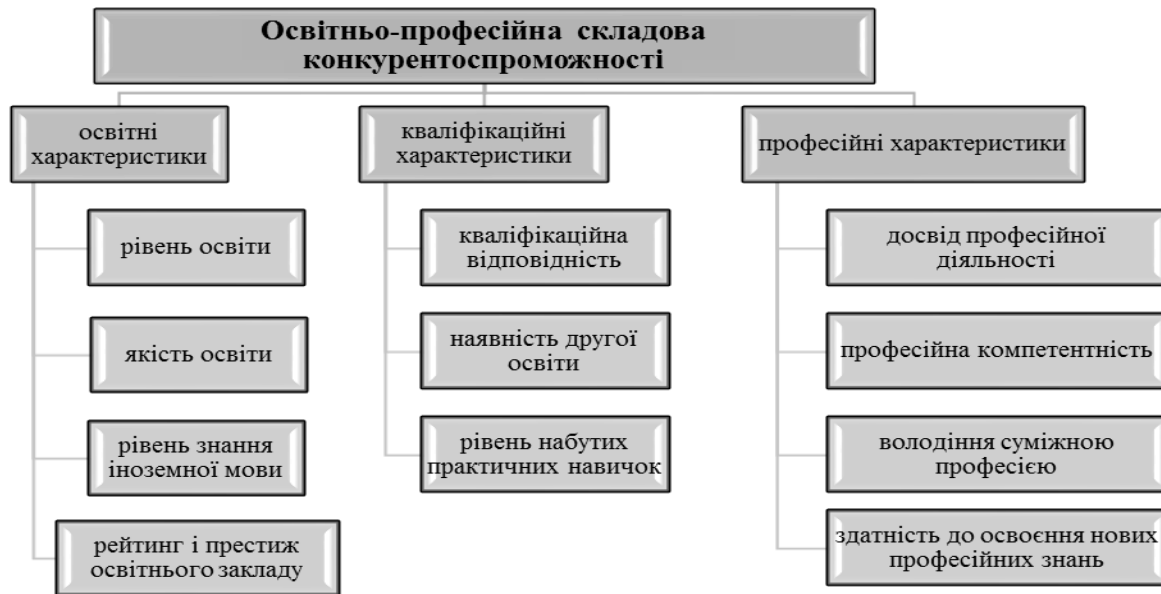 Освітньо-професійна складова
конкурентоспроможності
освітні
характеристики
рівень освіти
якість освіти
рівень знання
іноземної мови
рейтинг і престиж
освітнього закладу
кваліфікаційні
характеристики
кваліфікаційна
відповідність
наявність другої
освіти
рівень набутих
практичних навичок
професійні характеристики
досвід професійної
діяльності
професійна компетентність
володіння суміжною
професією
здатність до освоєння нових
професійних знань